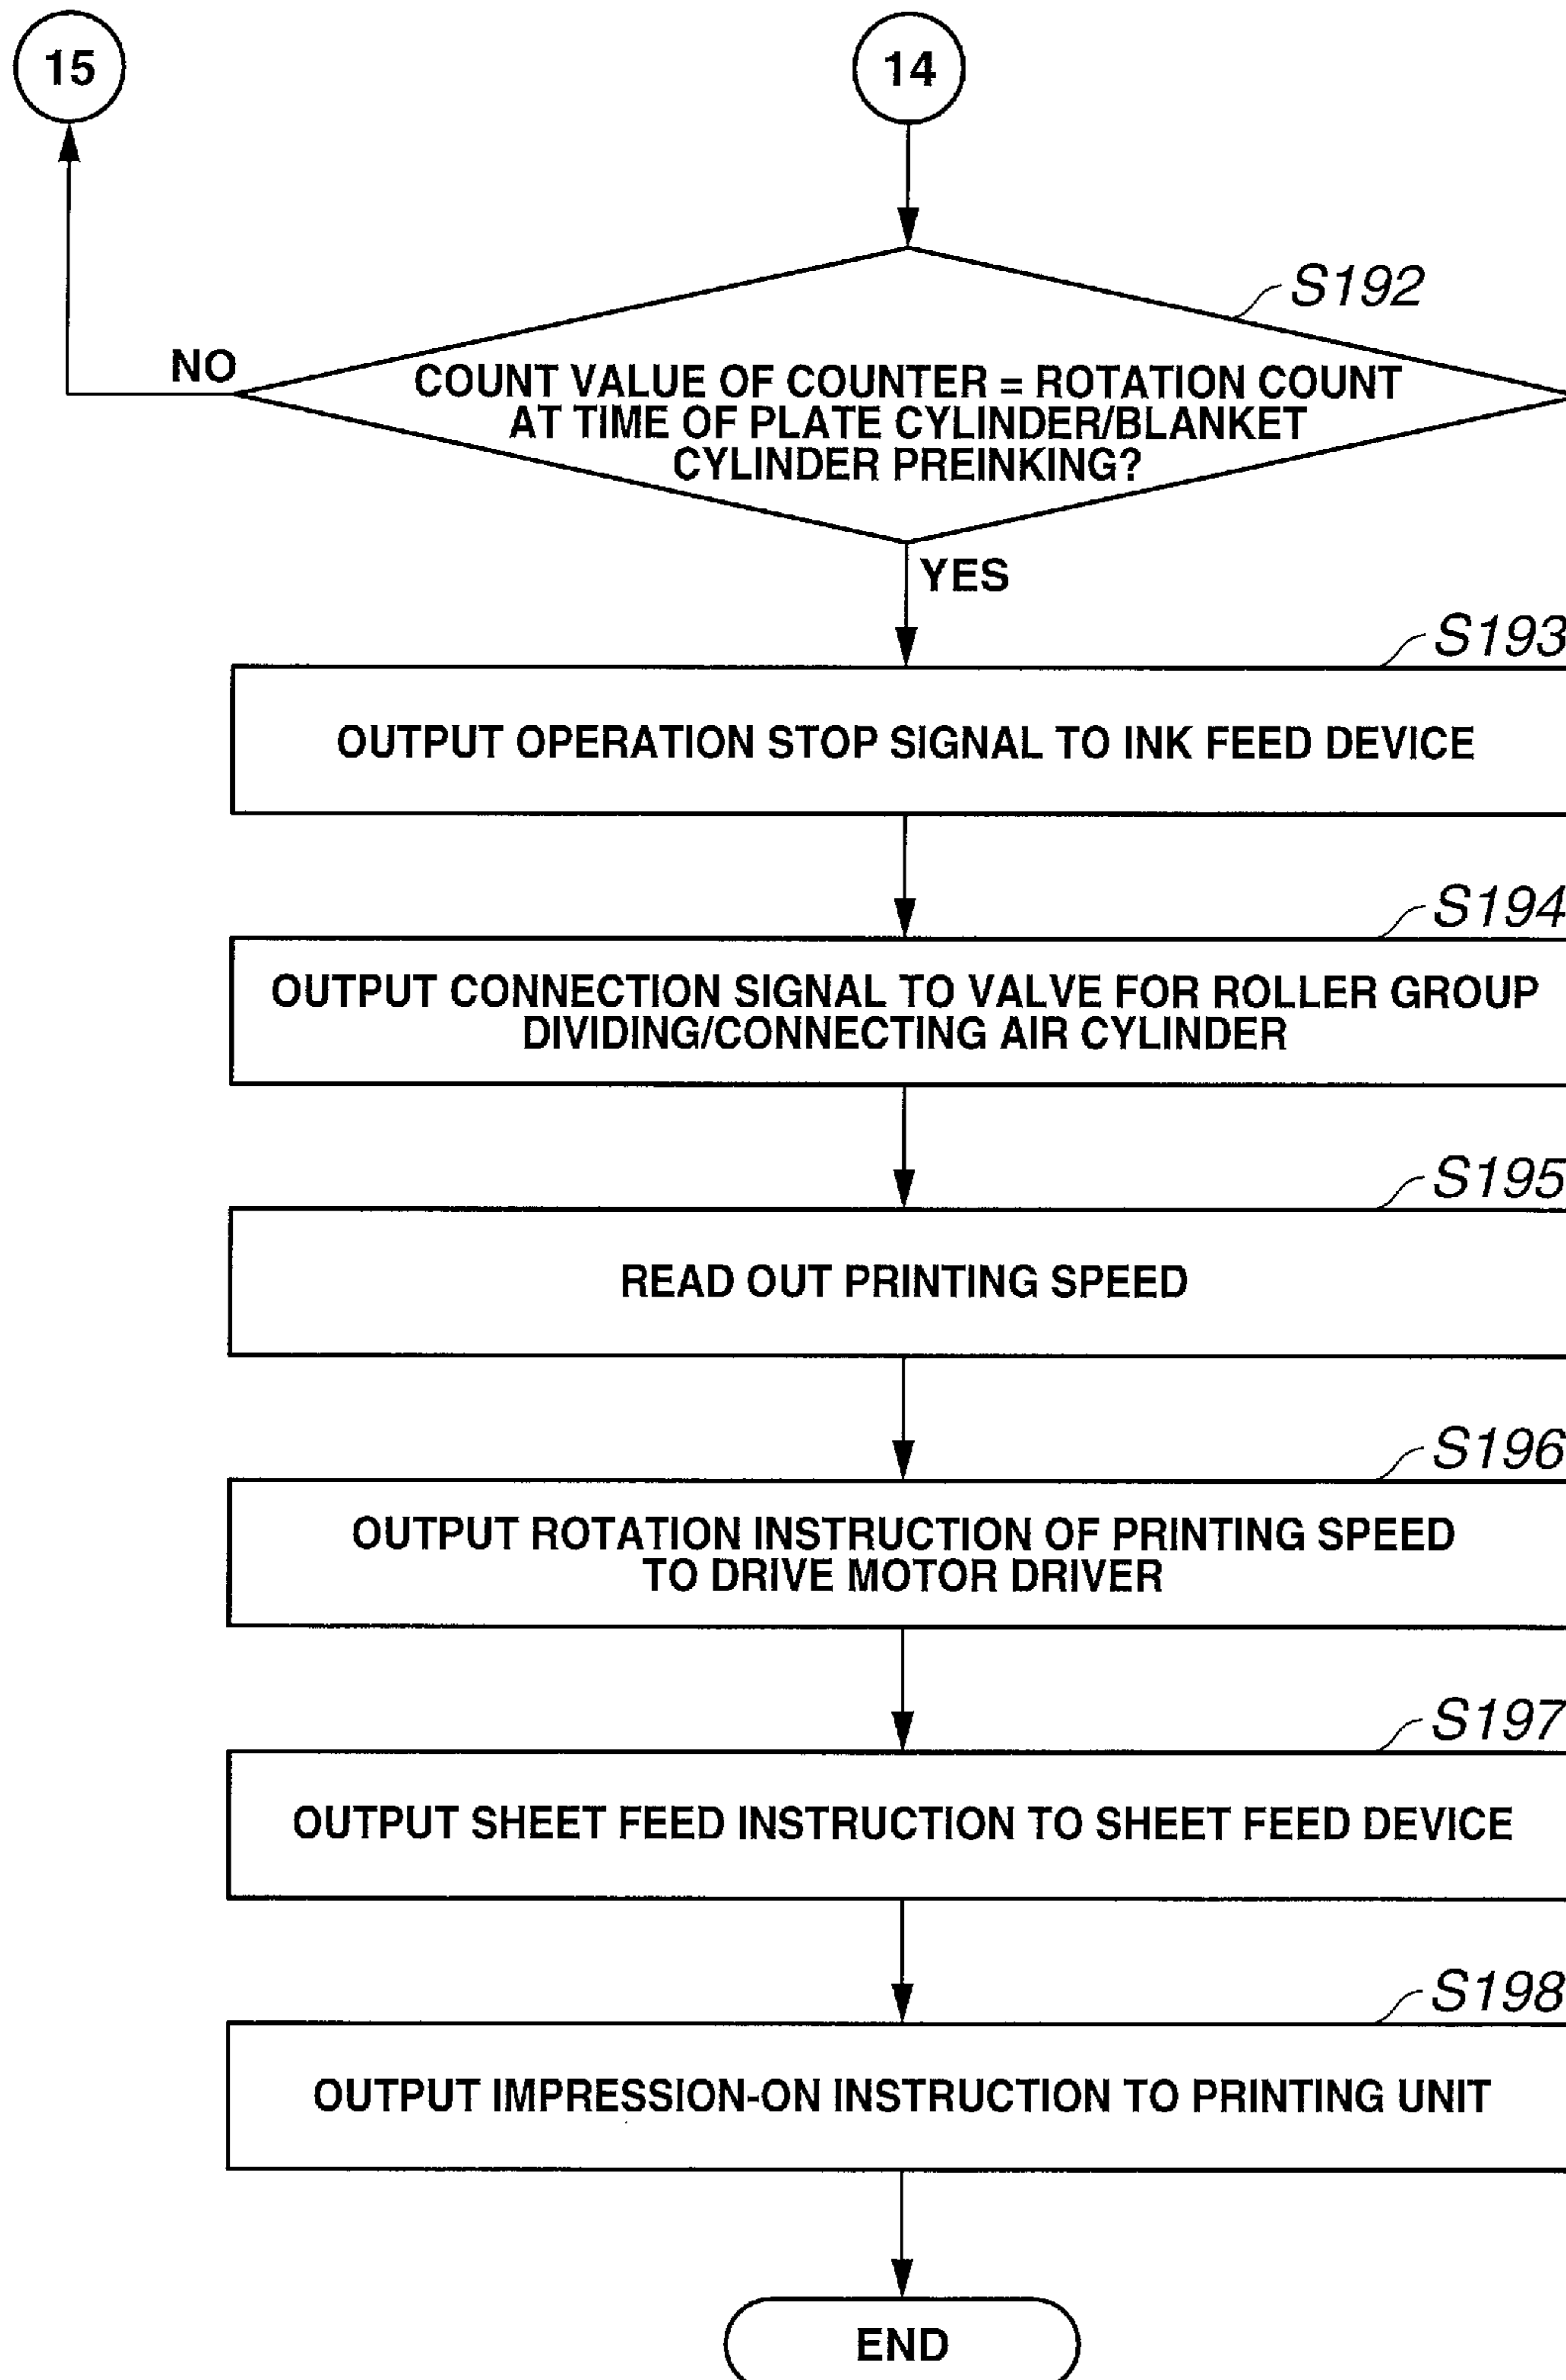 15
14
S192
NO
COUNT VALUE OF COUNTER = ROTATION COUNT
AT TIME OF PLATE CYLINDER/BLANKET
CYLINDER PREINKING?
YES
S193
OUTPUT OPERATION STOP SIGNAL TO INK FEED DEVICE
S194
OUTPUT CONNECTION SIGNAL TO VALVE FOR ROLLER GROUP
DIVIDING/CONNECTING AIR CYLINDER
S195
READ OUT PRINTING SPEED
S196
OUTPUT ROTATION INSTRUCTION OF PRINTING SPEED
TO DRIVE MOTOR DRIVER
S197
OUTPUT SHEET FEED INSTRUCTION TO SHEET FEED DEVICE
S198
OUTPUT IMPRESSION-ON INSTRUCTION TO PRINTING UNIT
END